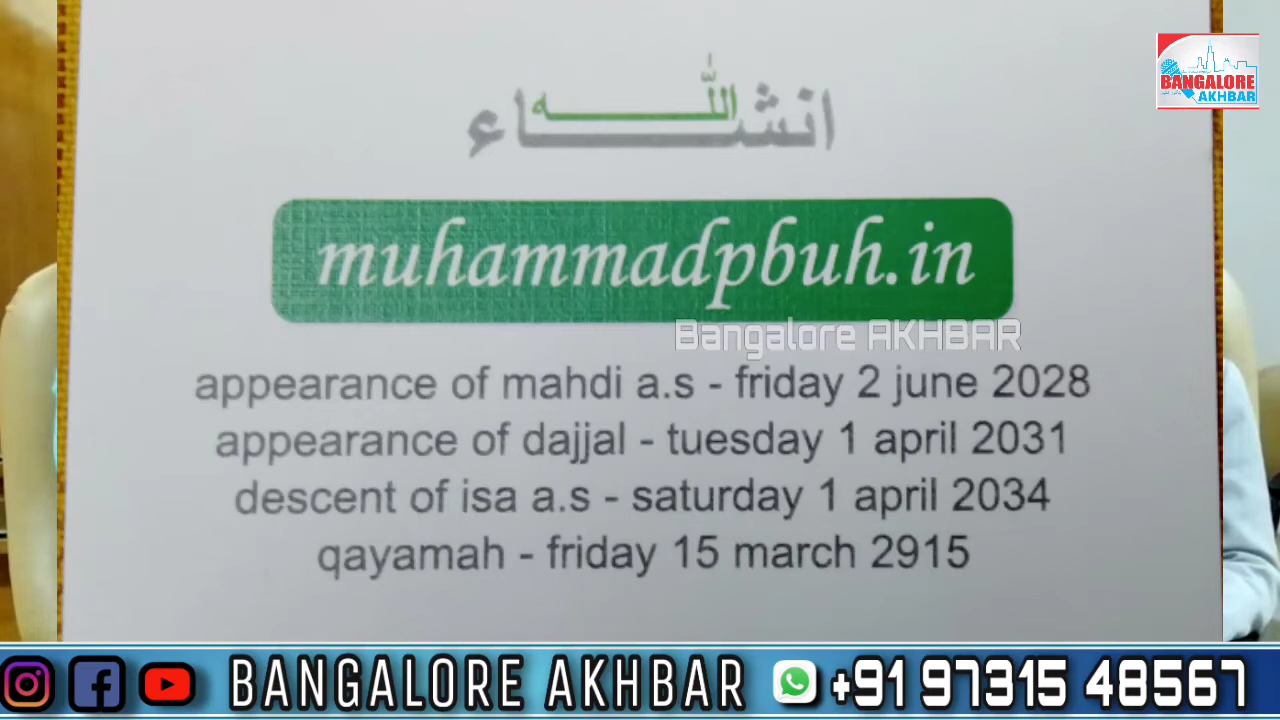 انشاء الله
BANGALORE
AKHBAR
muhammadpbuh.in
Bangalore AKHBAR
appearance of mahdi a.s - friday 2 june 2028
appearance of dajjal - tuesday 1 april 2031
descent of isa a.s - saturday 1 april 2034
qayamah - friday 15 march 2915
BANGALORE AKHBAR +91 97315 48567